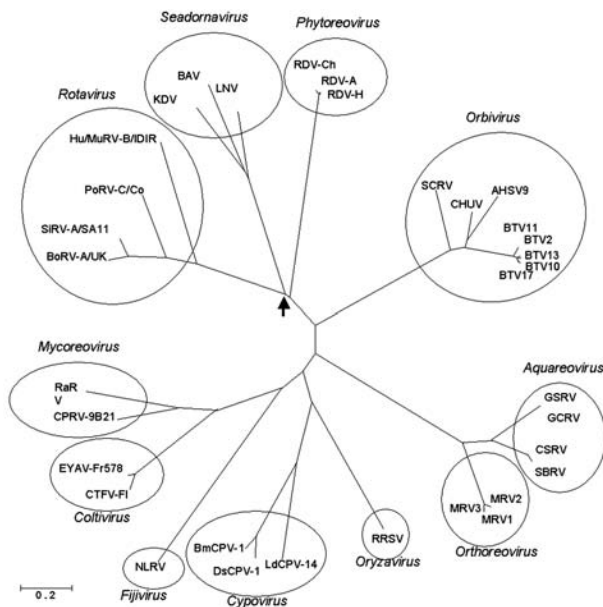 Seadornavirus
Phytoreovirus
BAV
KDV
LNV
RDV-Ch
RDV-A
RDV-H
Rotavirus
Hu/MuRV-B/IDIR
PoRV-C/Co
SiRV-A/SA11
BoRV-A/UK
Orbivirus
SCRV
CHUV
AHSV9
BTV11
BTV2
BTV13
BTV10
BTV17
Mycoreovirus
RaR
V
CPRV-9B21
EYAV-Fr578
CTFV-Fl
Coltivirus
Aquareovirus
GSRV
GCRV
CSRV
SBRV
MRV2
MRV3
MRV1
Orthoreovirus
RRSV
Oryzavirus
BmCPV-1
LdCPV-14
DsCPV-1
Cypovirus
NLRV
Fijivirus
0.2